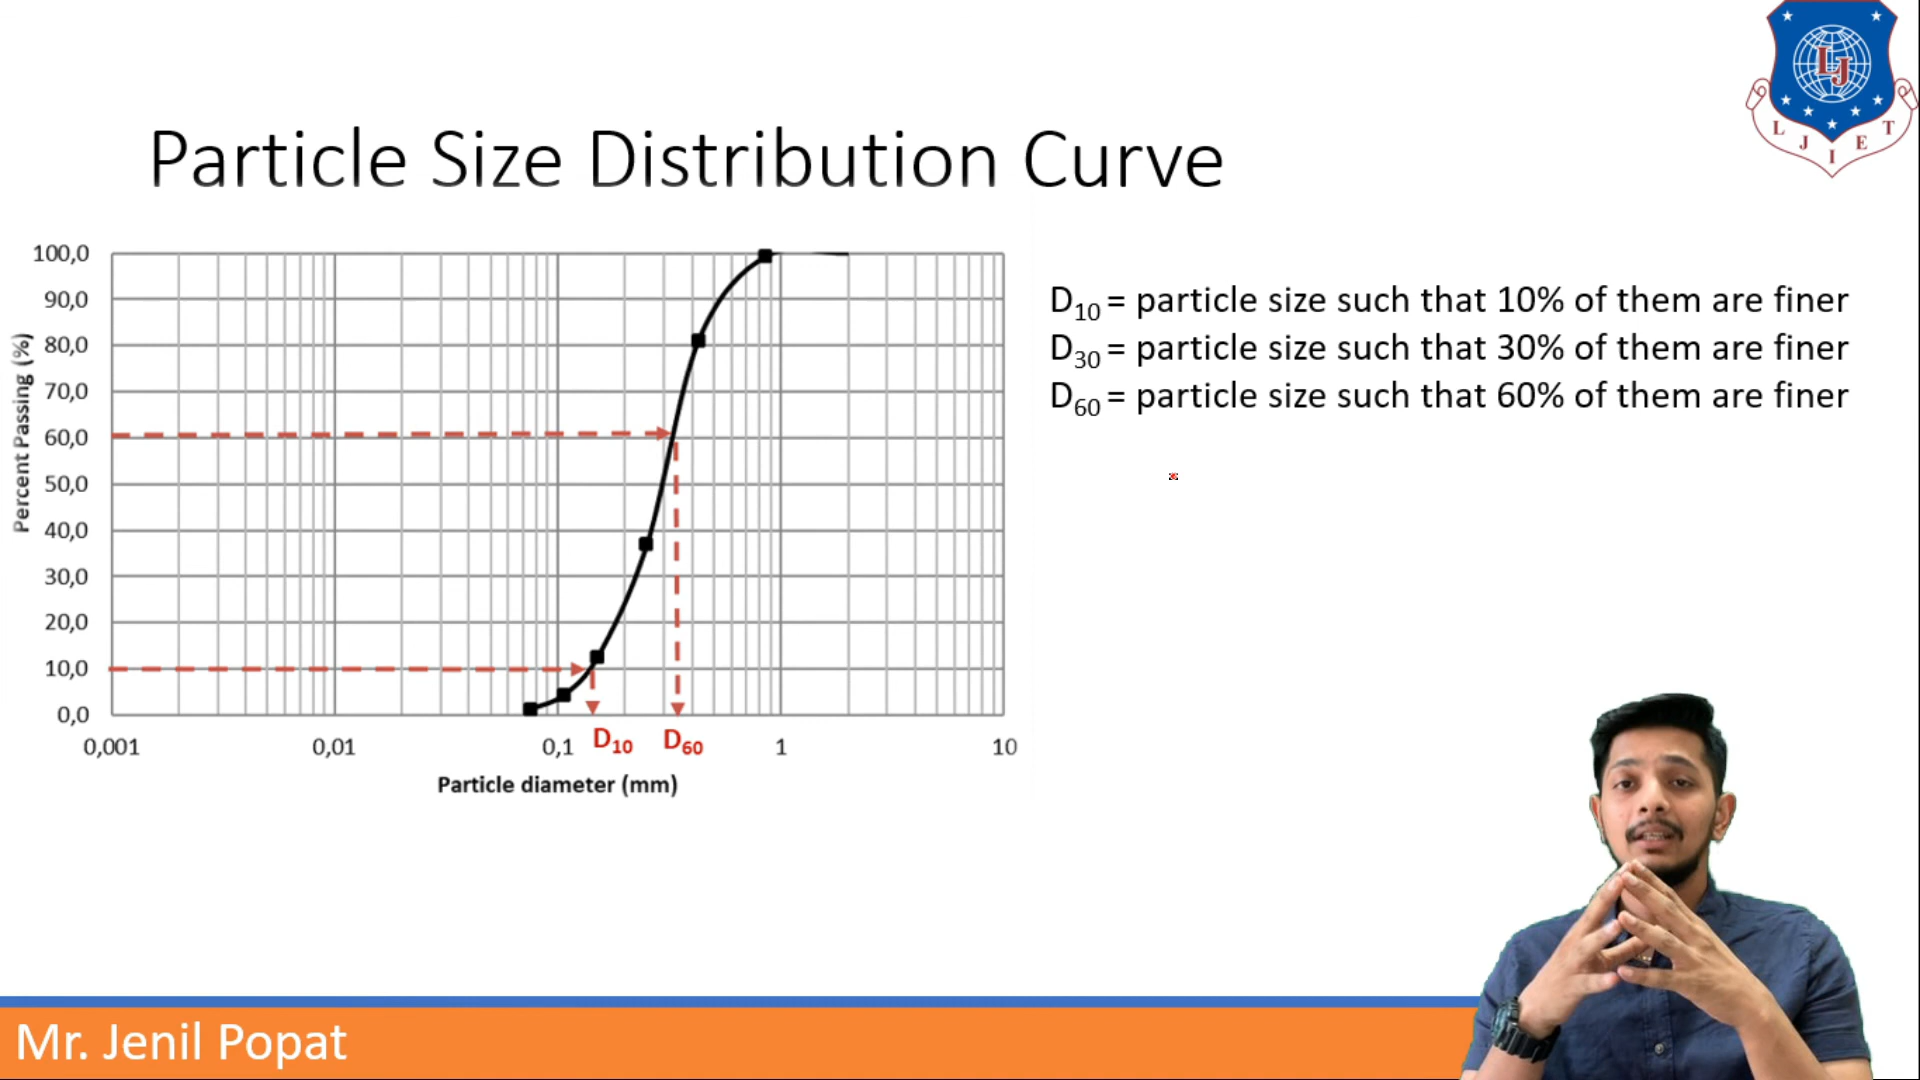 LJ
L J I E T
Particle Size Distribution Curve
100,0
90,0
80,0
70,0
60,0
50,0
40,0
30,0
20,0
10,0
0,0
Percent Passing (%)
0,001 0,01 0,1 1 10
D10 D60
Particle diameter (mm)
D10 = particle size such that 10% of them are finer
D30 = particle size such that 30% of them are finer
D60 = particle size such that 60% of them are finer
Mr. Jenil Popat